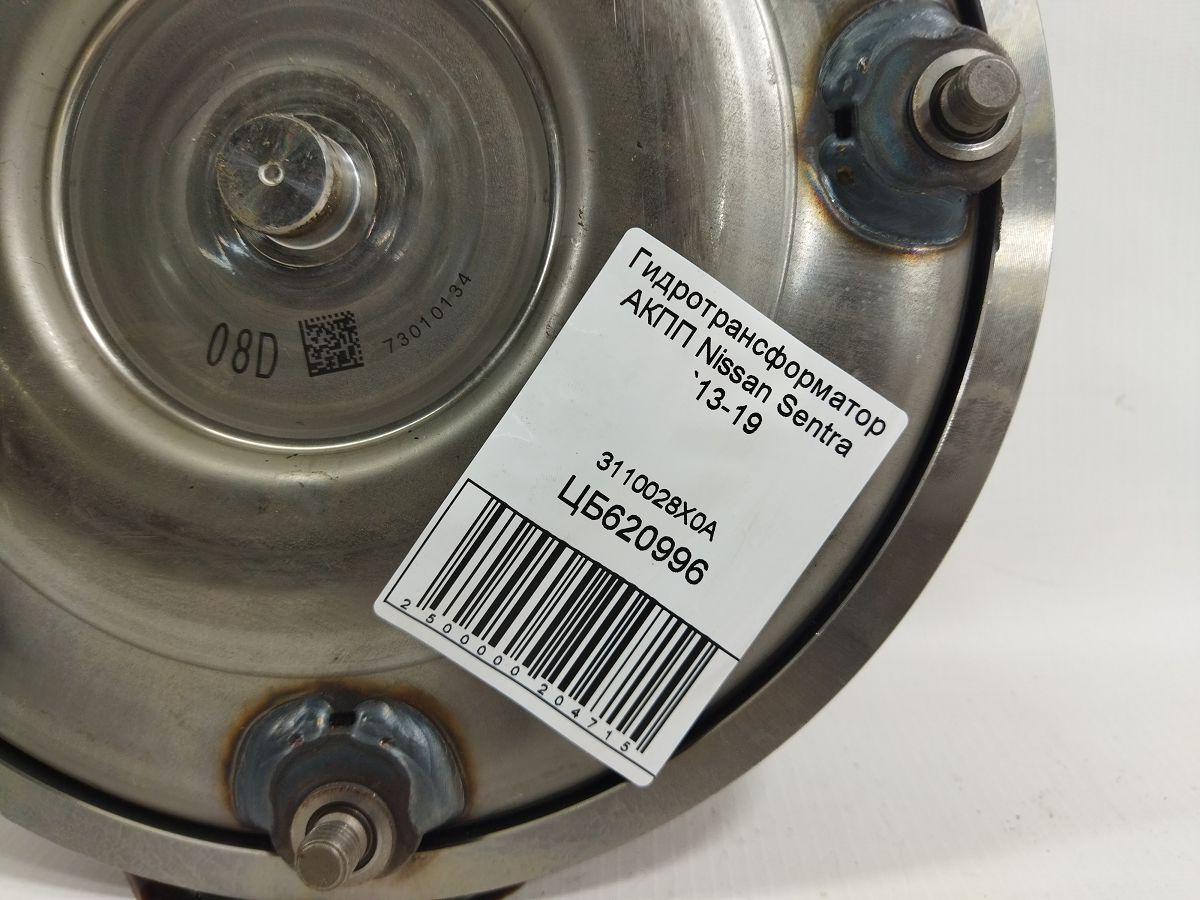 08D
73010134
Гидротрансформатор
АКПП Nissan Sentra
`13-19
3110028X0A
ЦБ620996
2500000204715